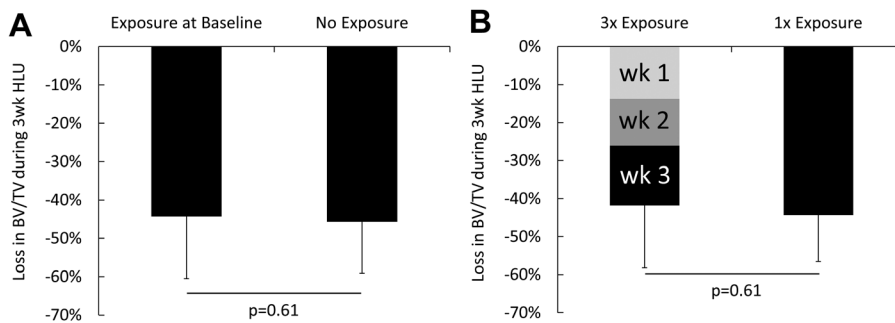 A
Exposure at Baseline
No Exposure
Loss in BV/TV during 3wk HLU
0%
-10%
-20%
-30%
-40%
-50%
-60%
-70%
p=0.61
B
3x Exposure
1x Exposure
Loss in BV/TV during 3wk HLU
0%
-10%
-20%
-30%
-40%
-50%
-60%
-70%
wk 1
wk 2
wk 3
p=0.61